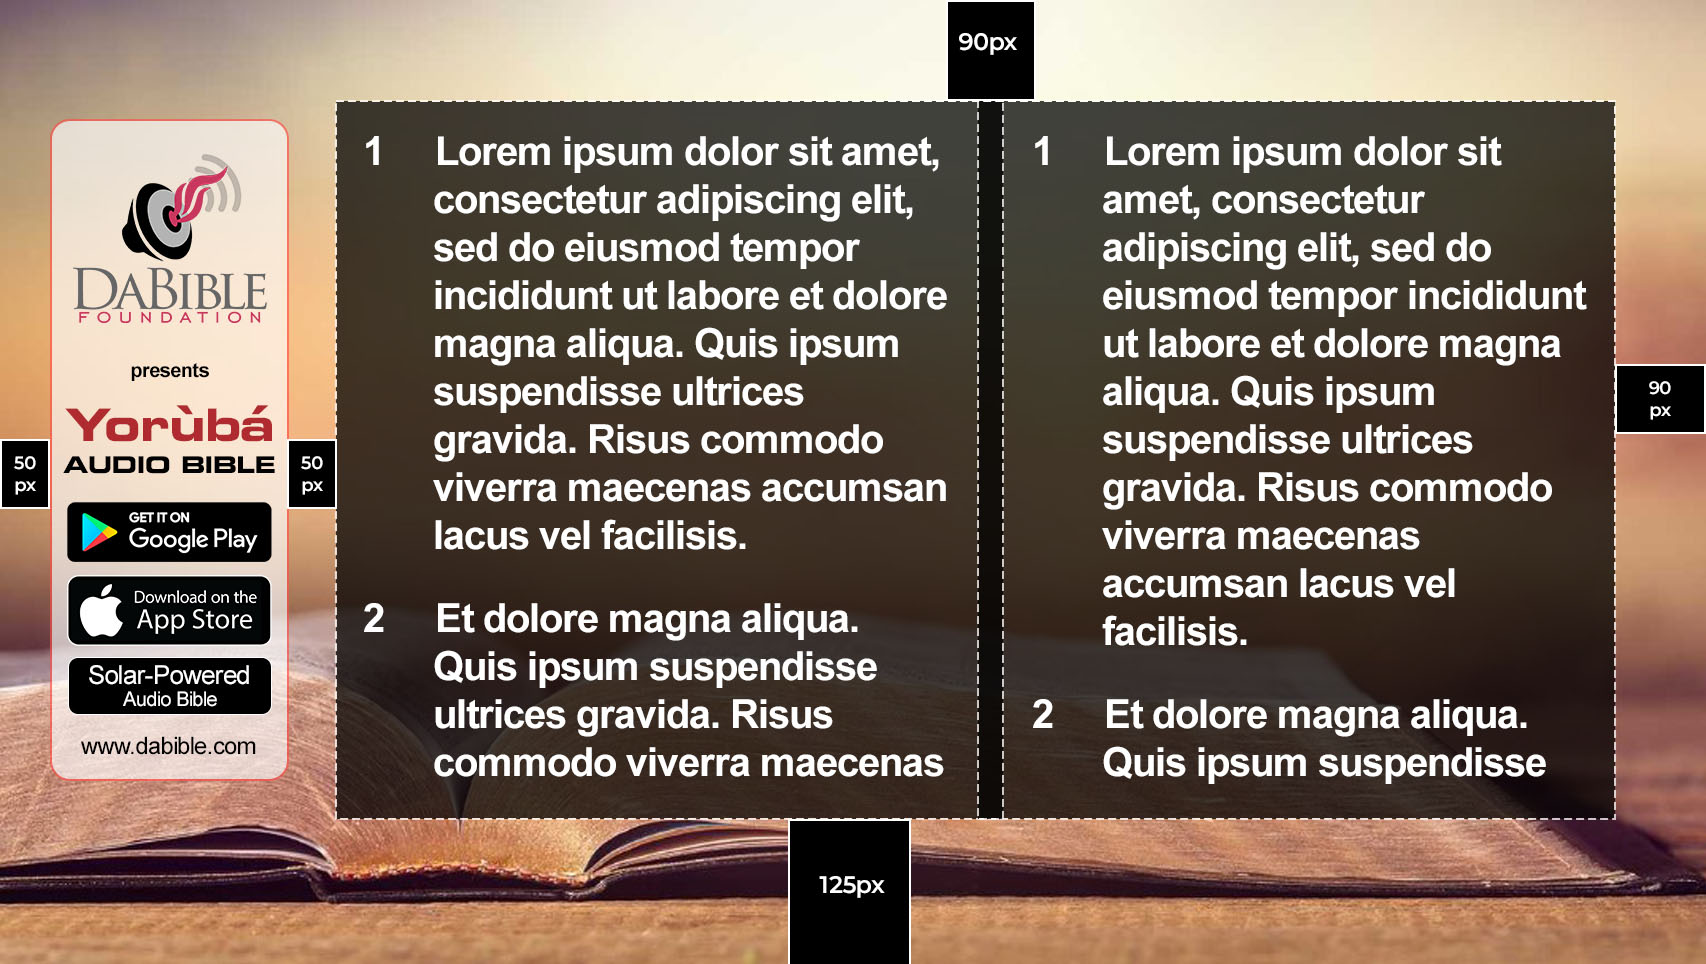 90px
DABIBLE
FOUNDATION
presents
Yorùbá
AUDIO BIBLE
GET IT ON
Google Play
Download on the
App Store
Solar-Powered
Audio Bible
www.dabible.com
50
px
50
px
1 Lorem ipsum dolor sit amet,
consectetur adipiscing elit,
sed do eiusmod tempor
incididunt ut labore et dolore
magna aliqua. Quis ipsum
suspendisse ultrices
gravida. Risus commodo
viverra maecenas accumsan
lacus vel facilisis.
2 Et dolore magna aliqua.
Quis ipsum suspendisse
ultrices gravida. Risus
commodo viverra maecenas
1 Lorem ipsum dolor sit
amet, consectetur
adipiscing elit, sed do
eiusmod tempor incididunt
ut labore et dolore magna
aliqua. Quis ipsum
suspendisse ultrices
gravida. Risus commodo
viverra maecenas
accumsan lacus vel
facilisis.
2 Et dolore magna aliqua.
Quis ipsum suspendisse
90
px
125px